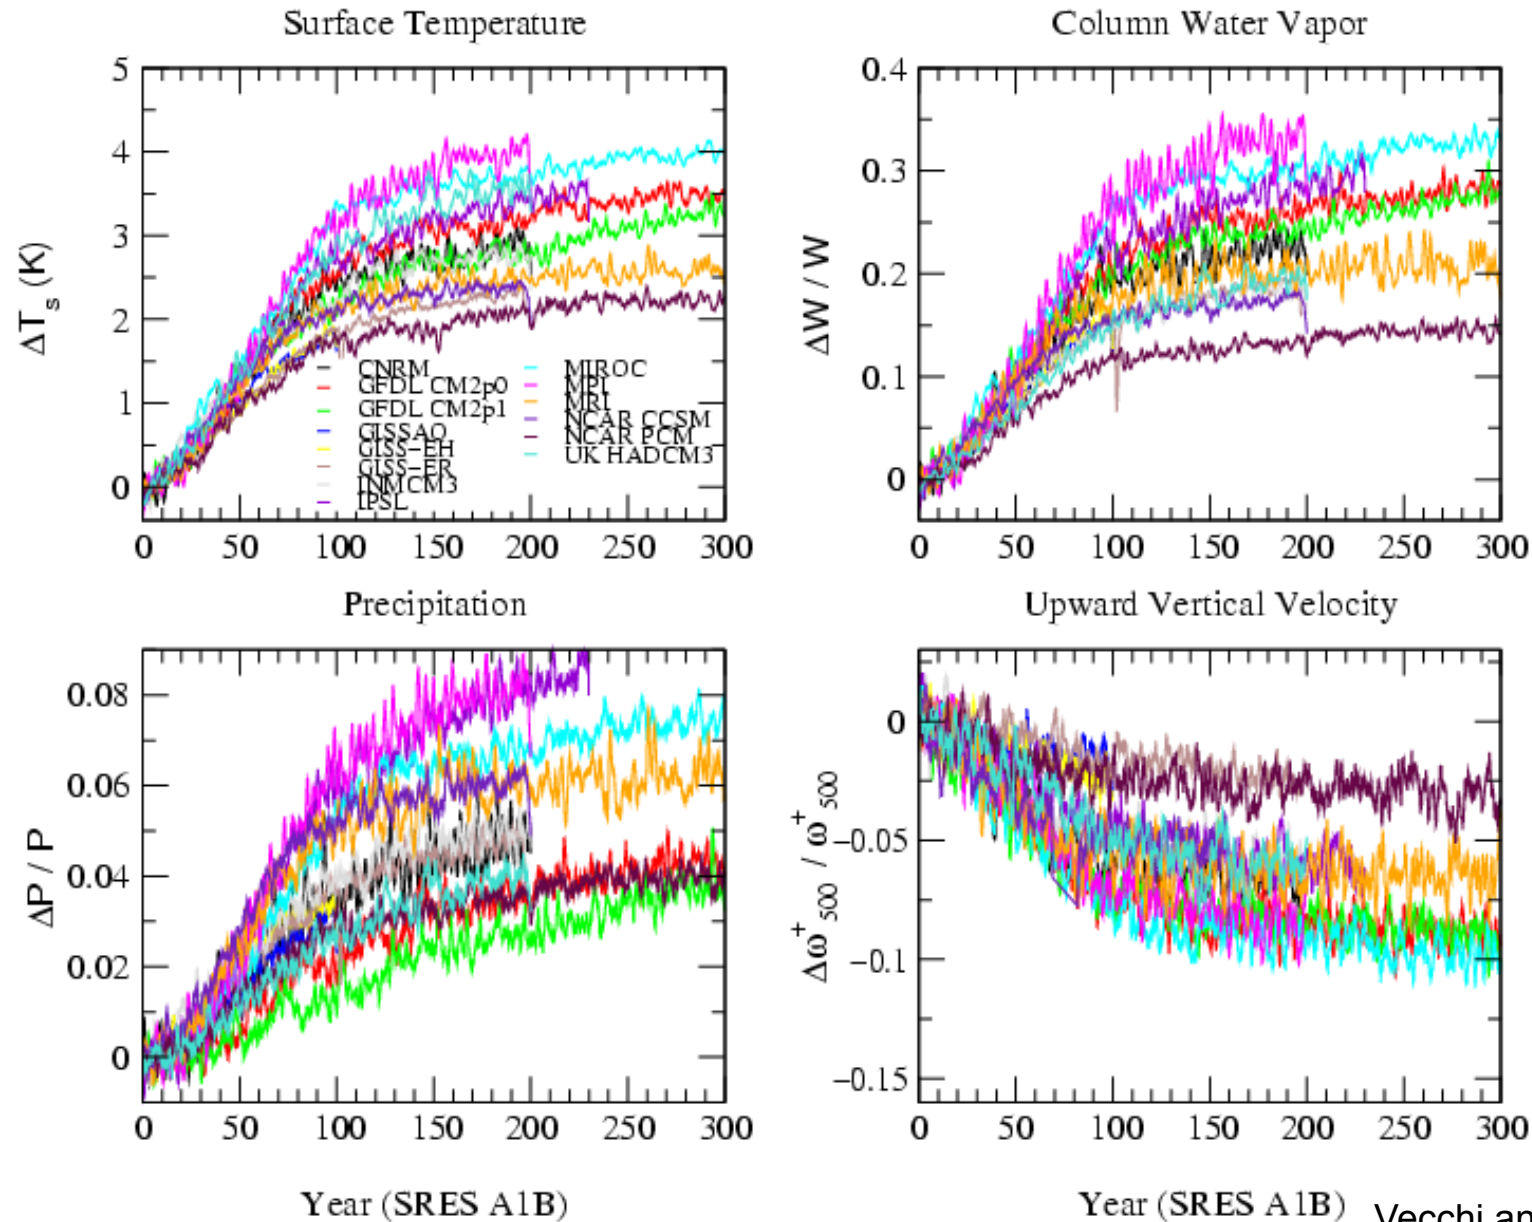 Surface Temperature
5
4
3
2
1
0
ΔTs (K)
CNRM
GFDL CM2p0
GFDL CM2p1
GISSAO
GISS-EH
GISS-ER
INMCM3
IPSL
MIROC
MPI
MRI
NCAR CCSM
NCAR PCM
UK HADCM3
0 50 100 150 200 250 300
Column Water Vapor
0.4
0.3
0.2
0.1
0
ΔW / W
0 50 100 150 200 250 300
Precipitation
0.08
0.06
0.04
0.02
0
ΔP / P
0 50 100 150 200 250 300
Year (SRES A1B)
Upward Vertical Velocity
0
−0.05
−0.1
−0.15
Δω+500 / ω+500
0 50 100 150 200 250 300
Year (SRES A1B)
Vecchi an